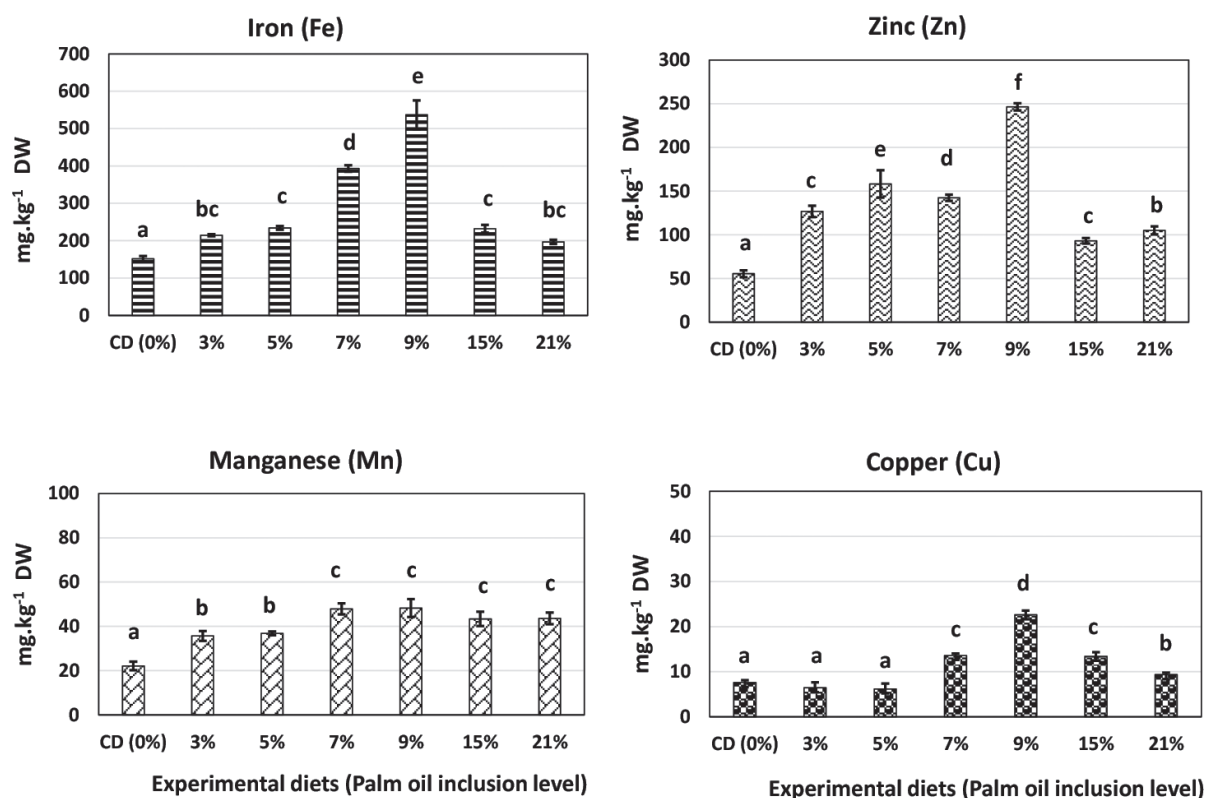 Iron (Fe)
700
600
500
400
300
200
100
0
mg.kg⁻¹ DW
a
bc
c
d
e
c
bc
CD (0%) 3% 5% 7% 9% 15% 21%
Zinc (Zn)
300
250
200
150
100
50
0
mg.kg⁻¹ DW
a
c
e
d
f
c
b
CD (0%) 3% 5% 7% 9% 15% 21%
Manganese (Mn)
100
80
60
40
20
0
mg.kg⁻¹ DW
a
b
b
c
c
c
c
CD (0%) 3% 5% 7% 9% 15% 21%
Experimental diets (Palm oil inclusion level)
Copper (Cu)
50
40
30
20
10
0
mg.kg⁻¹ DW
a
a
a
c
d
c
b
CD (0%) 3% 5% 7% 9% 15% 21%
Experimental diets (Palm oil inclusion level)